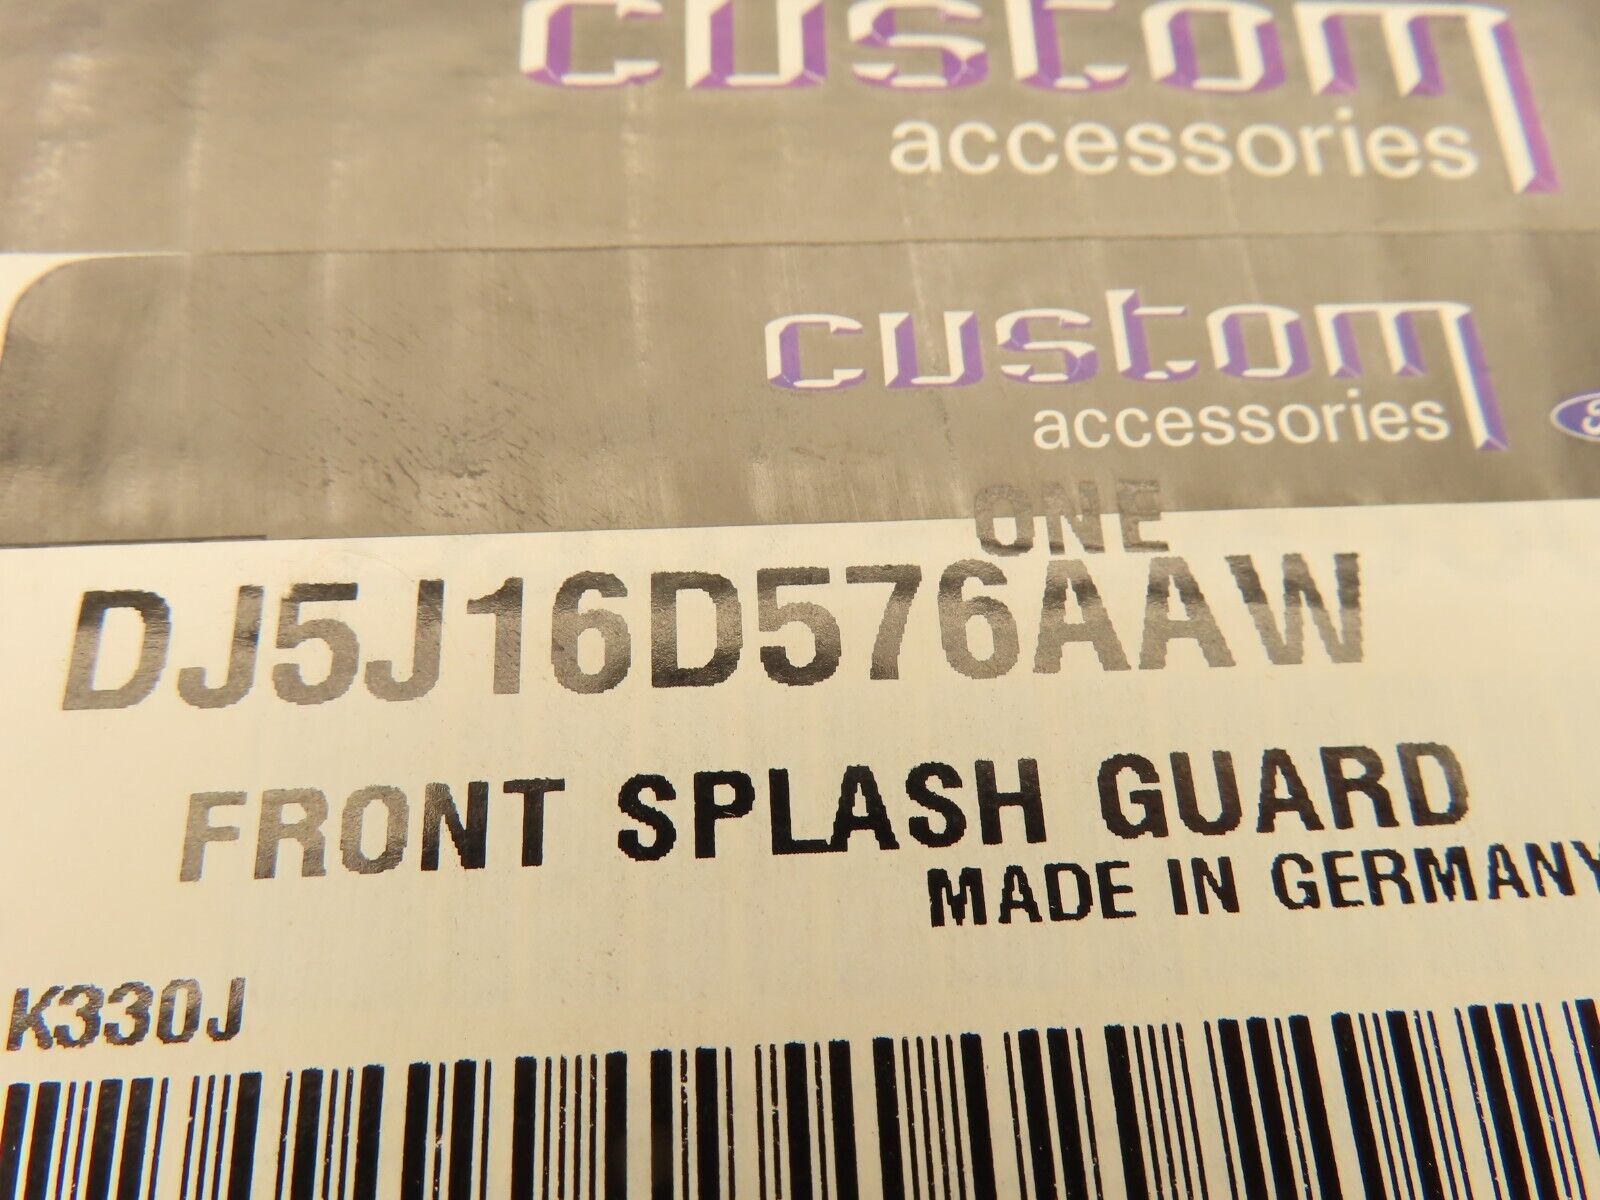 custom
accessories
custom
accessories
ONE
DJ5J16D576AAW
FRONT SPLASH GUARD
MADE IN GERMANY
K330J